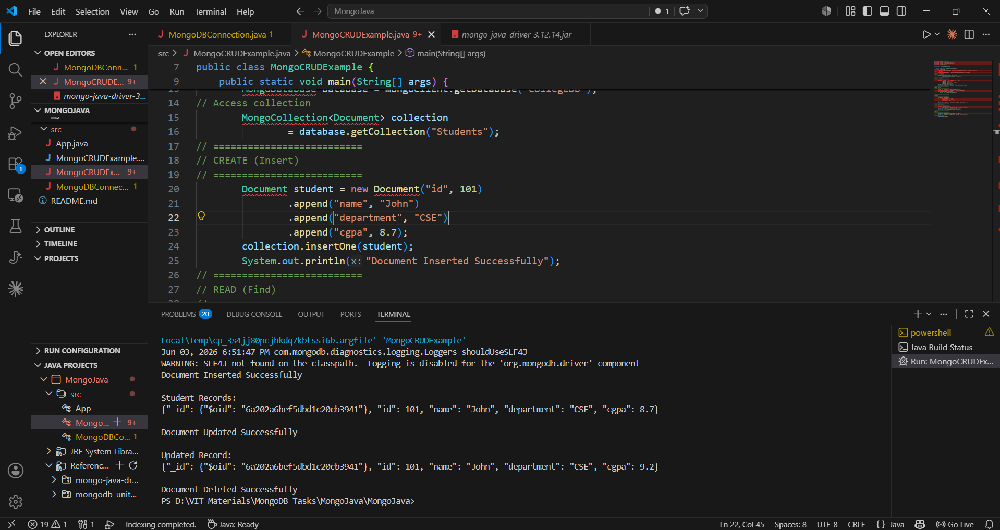 File Edit Selection View Go Run Terminal Help
MongoJava
1
EXPLORER
OPEN EDITORS
MongoDBConn... 1
MongoCRUDE... 9+
mongo-java-driver-3...
MONGOJAVA
lib
src
App.java
MongoCRUDExample....
MongoCRUDEx... 9+
MongoDBConnec... 1
README.md
OUTLINE
TIMELINE
PROJECTS
RUN CONFIGURATION
JAVA PROJECTS
MongoJava
src
App
Mongo... 9+
MongoDBCo... 1
JRE System Libra...
Referenc...
mongo-java-dr...
mongodb_unit...
1
MongoDBConnection.java 1
MongoCRUDExample.java 9+
mongo-java-driver-3.12.14.jar
src > MongoCRUDExample.java > MongoCRUDExample > main(String[] args)
7 public class MongoCRUDExample {
9 public static void main(String[] args) {
13 MongoDatabase database = mongoClient.getDatabase("CollegeDB");
14 // Access collection
15 MongoCollection<Document> collection
16 = database.getCollection("Students");
17 // ==========================
18 // CREATE (Insert)
19 // ==========================
20 Document student = new Document("id", 101)
21 .append("name", "John")
22 .append("department", "CSE")
23 .append("cgpa", 8.7);
24 collection.insertOne(student);
25 System.out.println(x: "Document Inserted Successfully");
26 // ==========================
27 // READ (Find)
28 //
PROBLEMS 20 DEBUG CONSOLE OUTPUT PORTS TERMINAL
Local\Temp\cp_3s4jj80pcjhkdq7kbtssi6b.argfile' 'MongoCRUDExample'
Jun 03, 2026 6:51:47 PM com.mongodb.diagnostics.logging.Loggers shouldUseSLF4J
WARNING: SLF4J not found on the classpath.  Logging is disabled for the 'org.mongodb.driver' component
Document Inserted Successfully
Student Records:
{"_id": {"$oid": "6a202a6bef5dbd1c20cb3941"}, "id": 101, "name": "John", "department": "CSE", "cgpa": 8.7}
Document Updated Successfully
Updated Record:
{"_id": {"$oid": "6a202a6bef5dbd1c20cb3941"}, "id": 101, "name": "John", "department": "CSE", "cgpa": 9.2}
Document Deleted Successfully
PS D:\VIT Materials\MongoDB Tasks\MongoJava\MongoJava>
powershell
Java Build Status
Run: MongoCRUDEx...
19 1 1 Indexing completed. Java: Ready
Ln 22, Col 45 Spaces: 8 UTF-8 CRLF { } Java Go Live